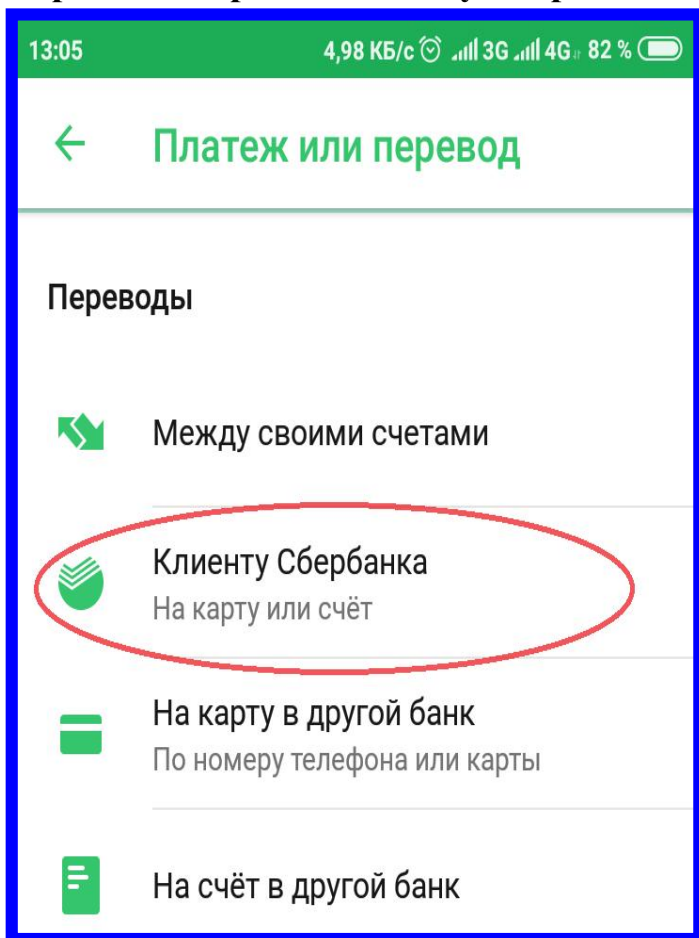 13:05 4,98 КБ/с 3G 4G 82 %
Платеж или перевод
Переводы
Между своими счетами
Клиенту Сбербанка
На карту или счёт
На карту в другой банк
По номеру телефона или карты
На счёт в другой банк